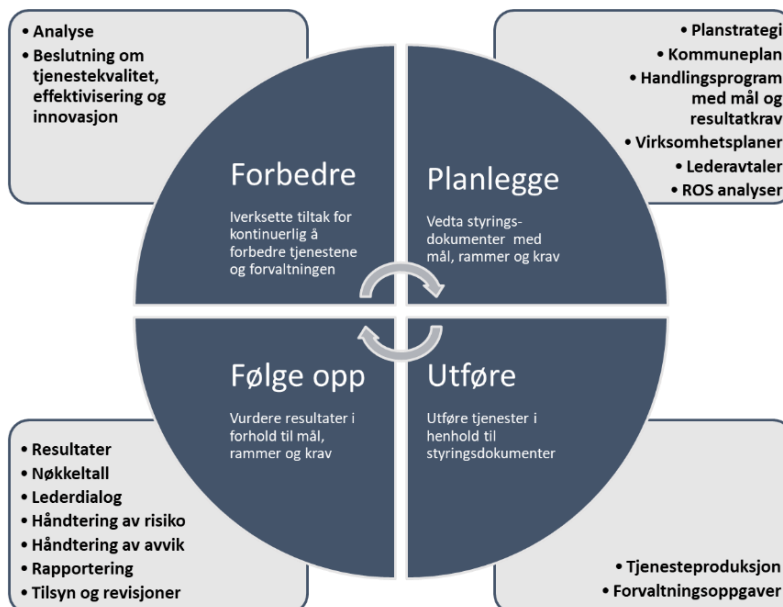 • Analyse
• Beslutning om
tjenestekvalitet,
effektivisering og
innovasjon
• Planstrategi
• Kommuneplan
• Handlingsprogram
med mål og
resultatkrav
• Virksomhetsplaner
• Lederavtaler
• ROS analyser
Forbedre
Iverksette tiltak for
kontinuerlig å
forbedre tjenestene
og forvaltningen
Planlegge
Vedta styrings-
dokumenter med
mål, rammer og krav
Følge opp
Vurdere resultater i
forhold til mål,
rammer og krav
Utføre
Utføre tjenester i
henhold til
styringsdokumenter
• Resultater
• Nøkkeltall
• Lederdialog
• Håndtering av risiko
• Håndtering av avvik
• Rapportering
• Tilsyn og revisjoner
• Tjenesteproduksjon
• Forvaltningsoppgaver